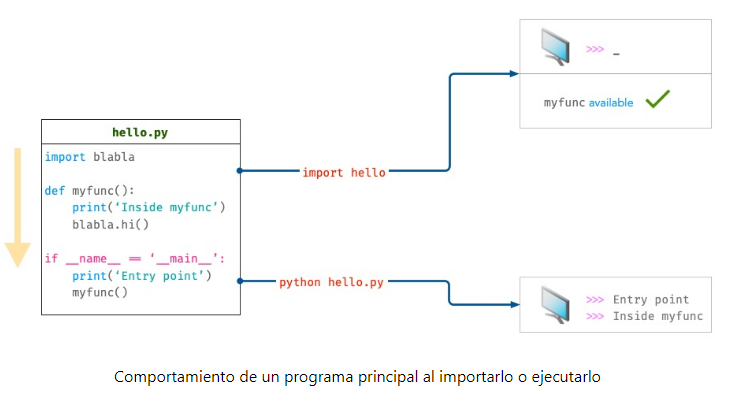 hello.py
import blabla
def myfunc():
print(‘Inside myfunc’)
blabla.hi()
if __name__ == ‘__main__’:
print(‘Entry point’)
myfunc()
import hello
python hello.py
>>> _
myfunc available
>>> Entry point
>>> Inside myfunc
Comportamiento de un programa principal al importarlo o ejecutarlo